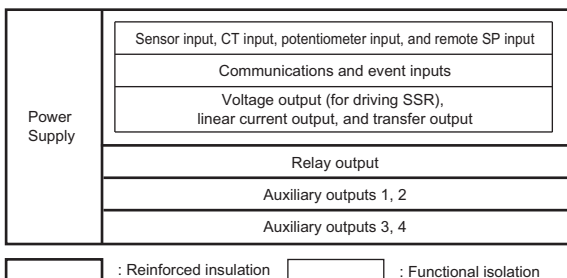 Sensor input, CT input, potentiometer input, and remote SP input
Communications and event inputs
Voltage output (for driving SSR),
linear current output, and transfer output
Power
Supply
Relay output
Auxiliary outputs 1, 2
Auxiliary outputs 3, 4
: Reinforced insulation
: Functional isolation